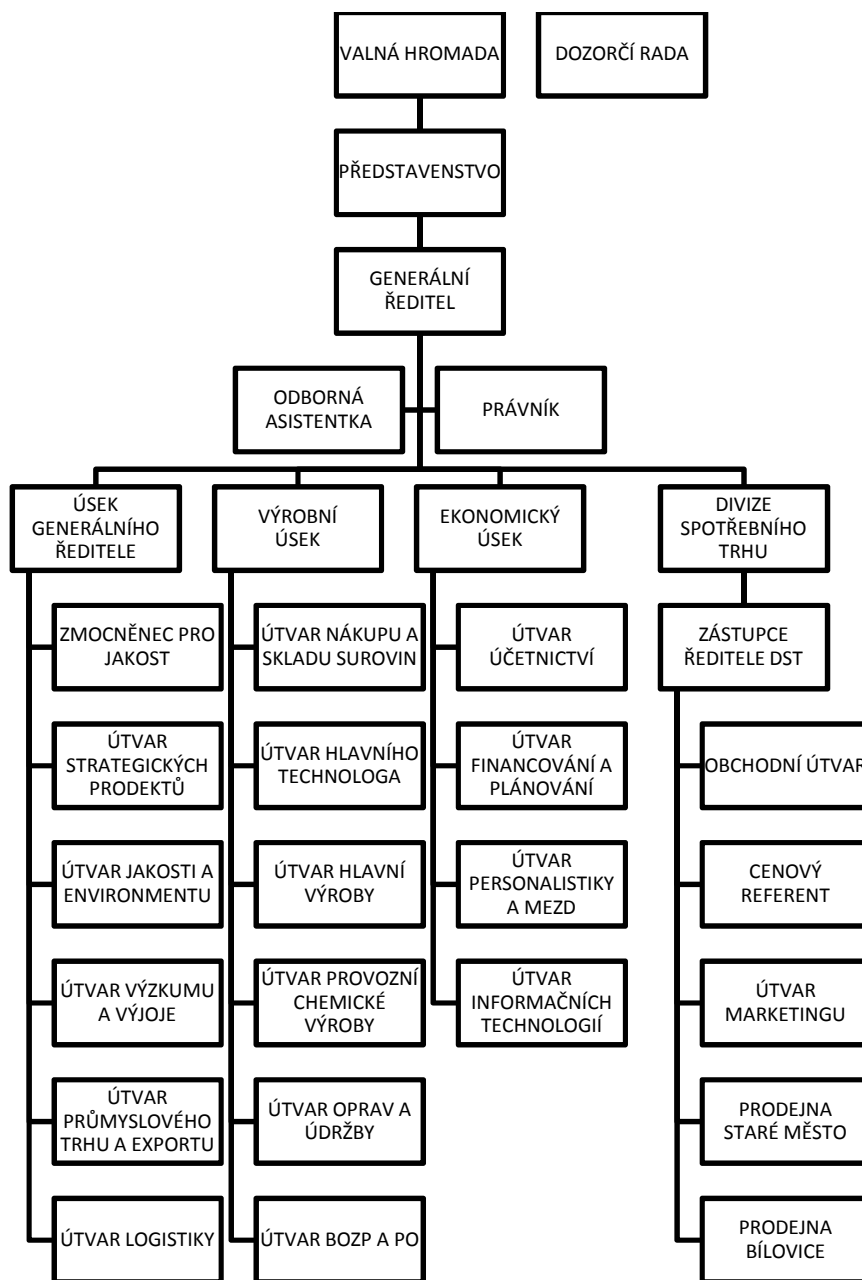 VALNÁ HROMADA
DOZORČÍ RADA
PŘEDSTAVENSTVO
GENERÁLNÍ
ŘEDITEL
ODBORNÁ
ASISTENTKA
PRÁVNÍK
ÚSEK
GENERÁLNÍHO
ŘEDITELE
VÝROBNÍ
ÚSEK
EKONOMICKÝ
ÚSEK
DIVIZE
SPOTŘEBNÍHO
TRHU
ZMOCNĚNEC PRO
JAKOST
ÚTVAR NÁKUPU A
SKLADU SUROVIN
ÚTVAR
ÚČETNICTVÍ
ZÁSTUPCE
ŘEDITELE DST
ÚTVAR
STRATEGICKÝCH
PRODEKTŮ
ÚTVAR HLAVNÍHO
TECHNOLOGA
ÚTVAR
FINANCOVÁNÍ A
PLÁNOVÁNÍ
OBCHODNÍ ÚTVAR
ÚTVAR JAKOSTI A
ENVIRONMENTU
ÚTVAR HLAVNÍ
VÝROBY
ÚTVAR
PERSONALISTIKY
A MEZD
CENOVÝ
REFERENT
ÚTVAR VÝZKUMU
A VÝJOJE
ÚTVAR PROVOZNÍ
CHEMICKÉ
VÝROBY
ÚTVAR
INFORMAČNÍCH
TECHNOLOGIÍ
ÚTVAR
MARKETINGU
ÚTVAR
PRŮMYSLOVÉHO
TRHU A EXPORTU
ÚTVAR OPRAV A
ÚDRŽBY
PRODEJNA
STARÉ MĚSTO
ÚTVAR LOGISTIKY
ÚTVAR BOZP A PO
PRODEJNA
BÍLOVICE